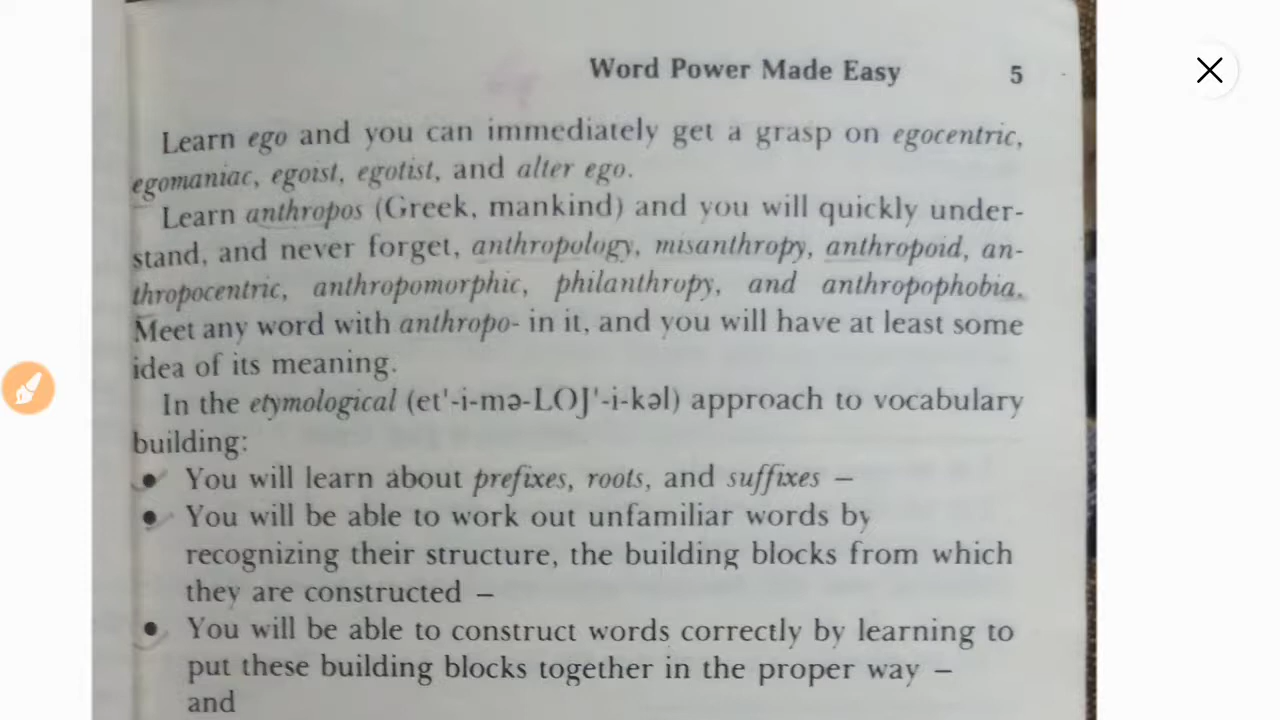 Word Power Made Easy 5
Learn ego and you can immediately get a grasp on egocentric,
egomaniac, egoist, egotist, and alter ego.
Learn anthropos (Greek, mankind) and you will quickly under-
stand, and never forget, anthropology, misanthropy, anthropoid, an-
thropocentric, anthropomorphic, philanthropy, and anthropophobia.
Meet any word with anthropo- in it, and you will have at least some
idea of its meaning.
In the etymological (et'-i-mə-LOJ'-i-kəl) approach to vocabulary
building:
• You will learn about prefixes, roots, and suffixes –
• You will be able to work out unfamiliar words by
recognizing their structure, the building blocks from which
they are constructed –
• You will be able to construct words correctly by learning to
put these building blocks together in the proper way –
and